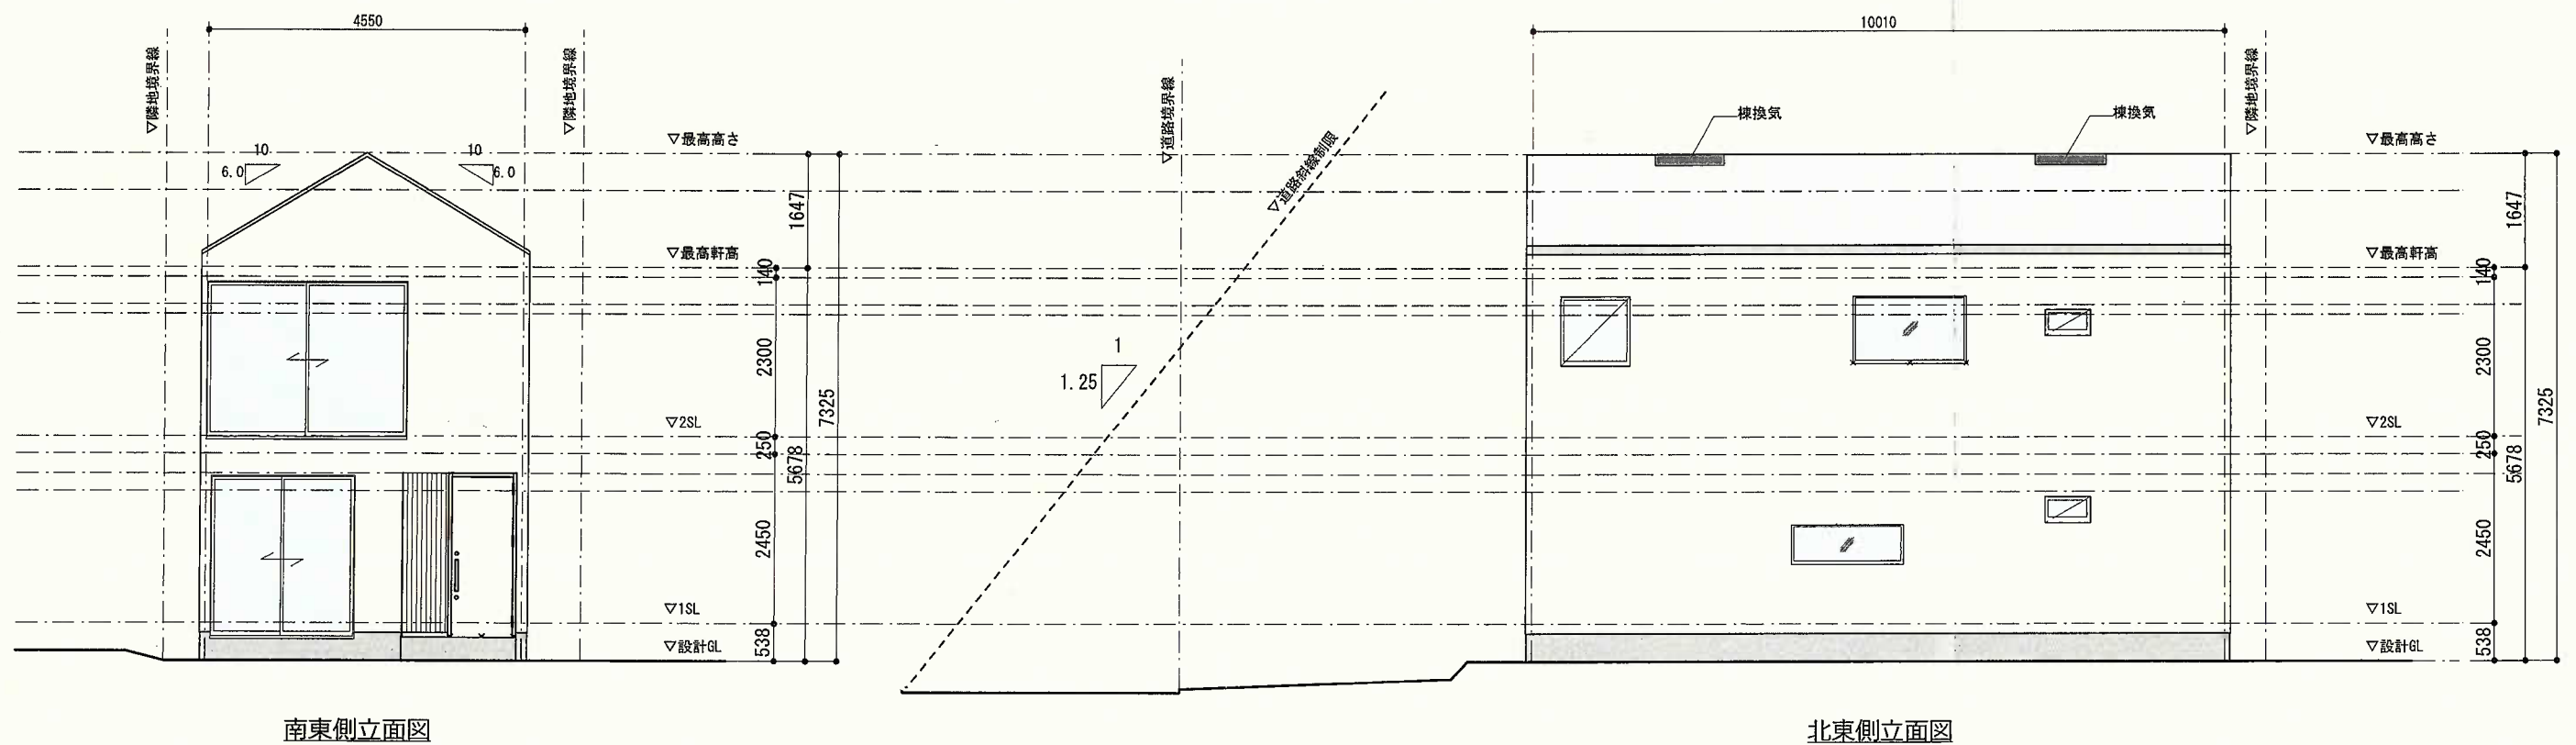 4550
▽隣地境界線
▽隣地境界線
10
6.0
10
6.0
▽最高高さ
▽最高軒高
▽2SL
▽1SL
▽設計GL
1647
140
2300
250
2450
538
5678
7325
南東側立面図
▽道路境界線
▽道路斜線制限
1
1.25
10010
棟換気
棟換気
▽隣地境界線
▽最高高さ
▽最高軒高
▽2SL
▽1SL
▽設計GL
1647
140
2300
250
2450
538
5678
7325
北東側立面図